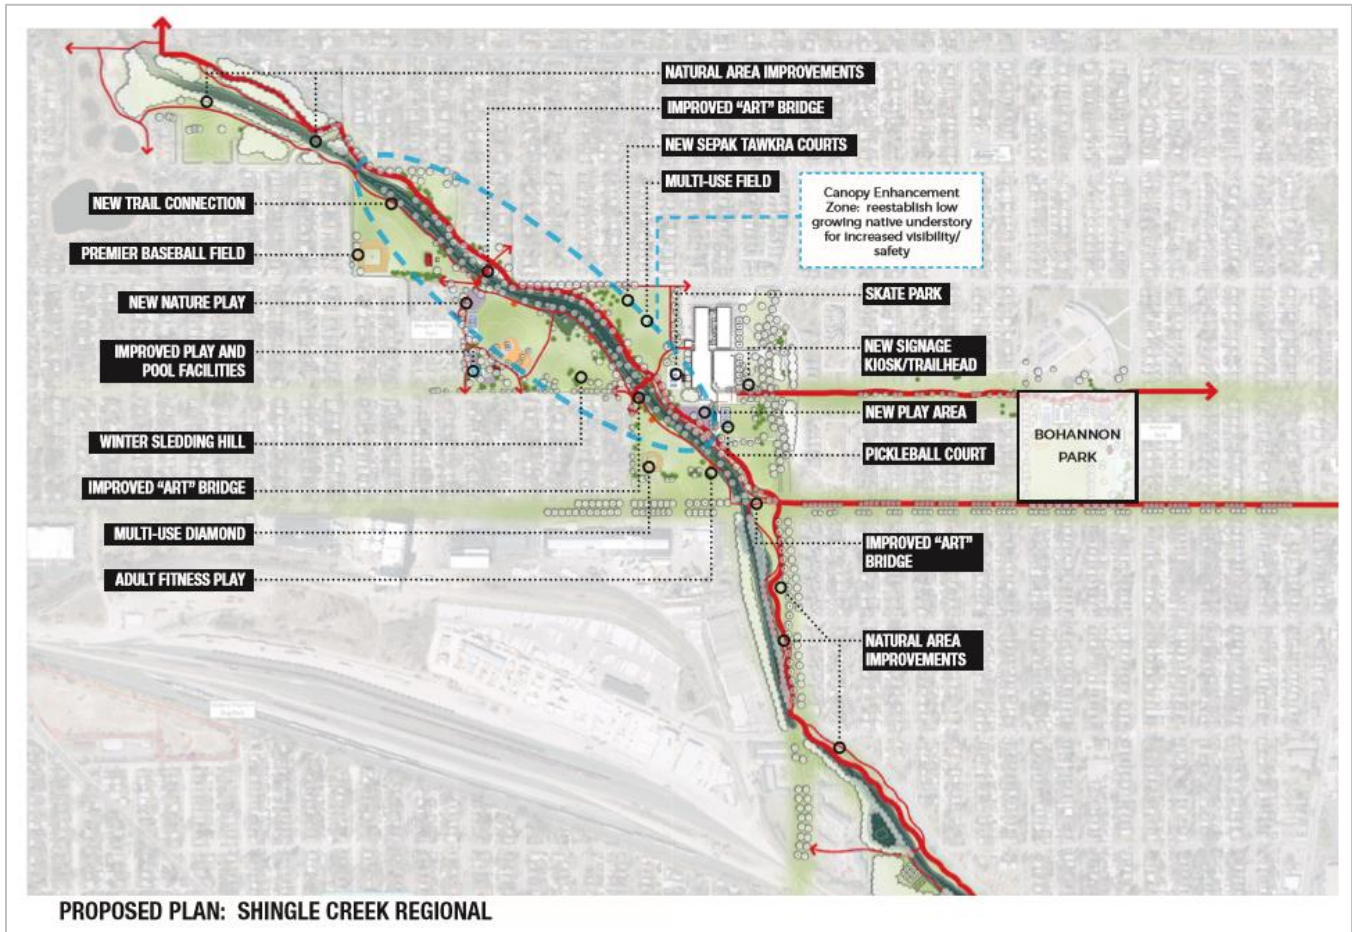 NATURAL AREA IMPROVEMENTS
IMPROVED "ART" BRIDGE
NEW SEPAK TAWKRA COURTS
MULTI-USE FIELD
Canopy Enhancement
Zone: reestablish low
growing native understory
for increased visibility/
safety
NEW TRAIL CONNECTION
PREMIER BASEBALL FIELD
NEW NATURE PLAY
IMPROVED PLAY AND
POOL FACILITIES
WINTER SLEDDING HILL
IMPROVED "ART" BRIDGE
MULTI-USE DIAMOND
ADULT FITNESS PLAY
SKATE PARK
NEW SIGNAGE
KIOSK/TRAILHEAD
NEW PLAY AREA
PICKLEBALL COURT
BOHANNON
PARK
IMPROVED "ART"
BRIDGE
NATURAL AREA
IMPROVEMENTS
PROPOSED PLAN: SHINGLE CREEK REGIONAL